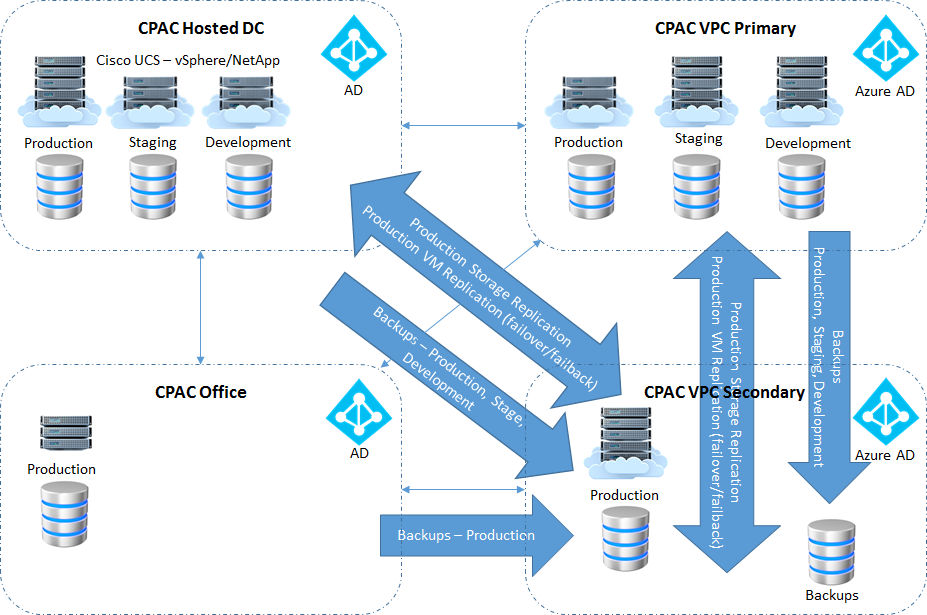 CPAC Hosted DC
Cisco UCS – vSphere/NetApp
AD
Production
Staging
Development
CPAC VPC Primary
Azure AD
Production
Staging
Development
Production Storage Replication
Production VM Replication (failover/failback)
Backups – Production, Stage,
Development
Production Storage Replication
Production VM Replication (failover/failback)
Backups
Production, Staging, Development
CPAC Office
AD
Production
Backups – Production
CPAC VPC Secondary
Azure AD
Production
Backups